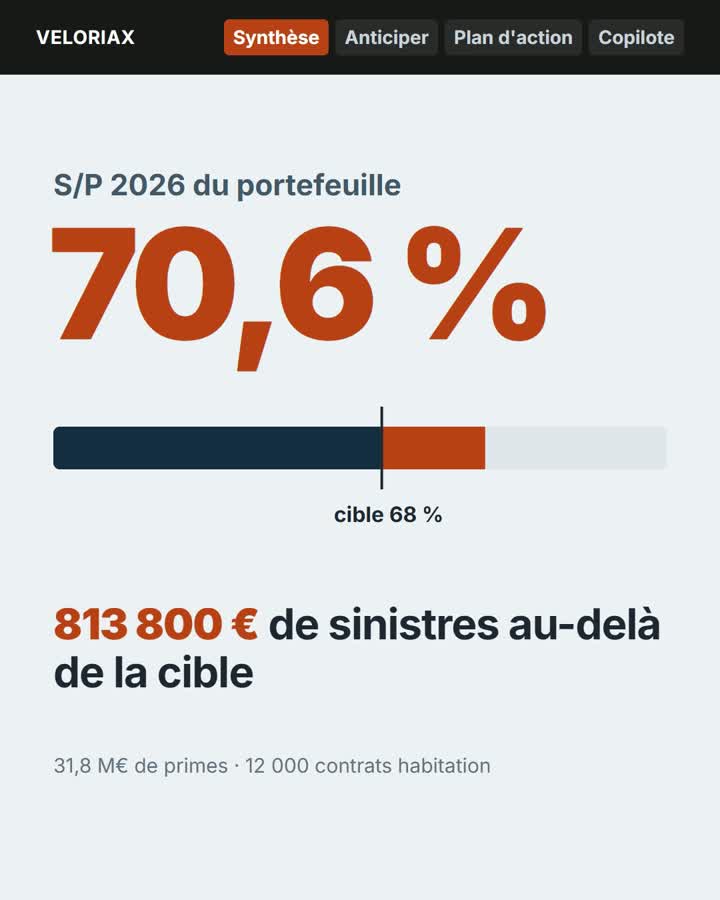 VELORIAX
Synthèse
Anticiper
Plan d'action
Copilote
S/P 2026 du portefeuille
70,6 %
cible 68 %
813 800 € de sinistres au-delà
de la cible
31,8 M€ de primes · 12 000 contrats habitation